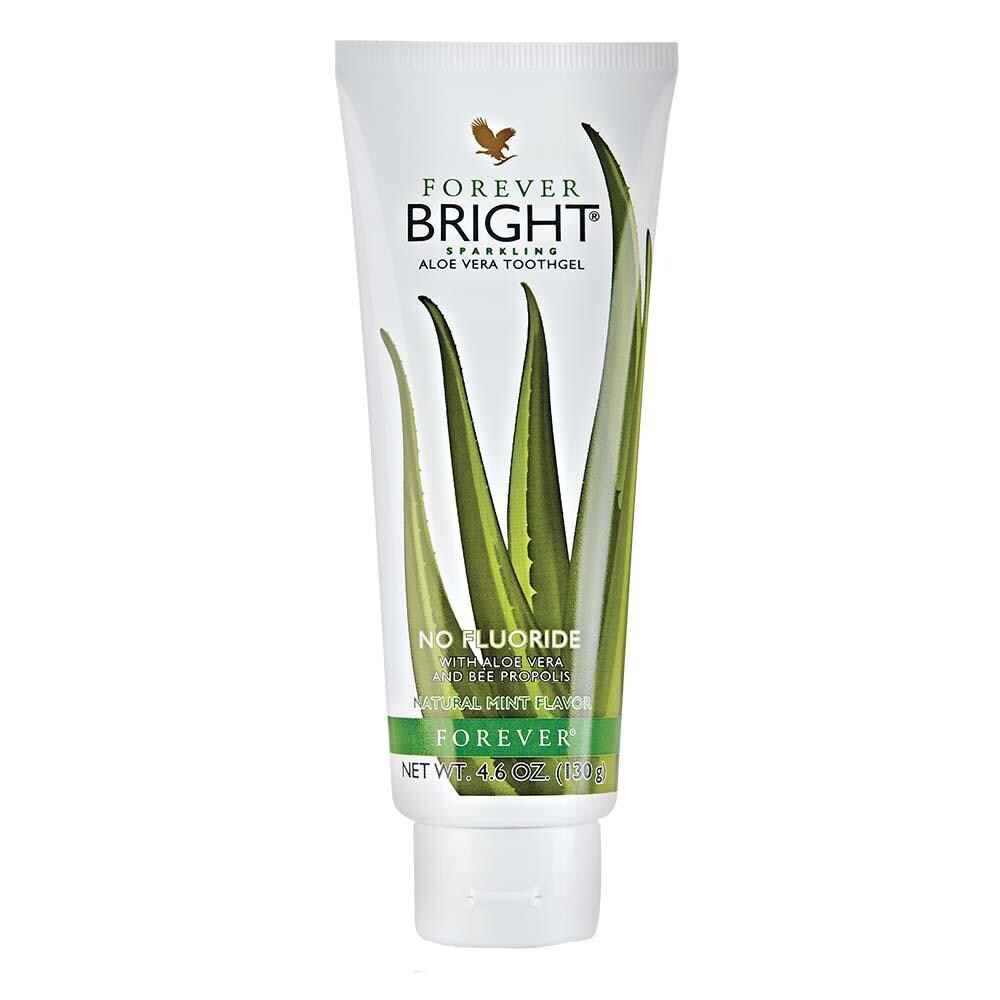 FOREVER
BRIGHT®
SPARKLING
ALOE VERA TOOTHGEL
NO FLUORIDE
WITH ALOE VERA
AND BEE PROPOLIS
NATURAL MINT FLAVOR
FOREVER®
NET WT. 4.6 OZ. (130 g)